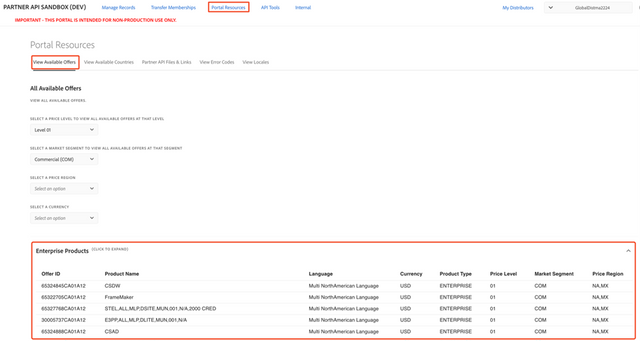 PARTNER API SANDBOX (DEV) Manage Records Transfer Memberships Portal Resources API Tools Internal My Distributors GlobalDistma2224
IMPORTANT - THIS PORTAL IS INTENDED FOR NON-PRODUCTION USE ONLY.
Portal Resources
View Available Offers View Available Countries Partner API Files & Links View Error Codes View Locales
All Available Offers
VIEW ALL AVAILABLE OFFERS.
SELECT A PRICE LEVEL TO VIEW ALL AVAILABLE OFFERS AT THAT LEVEL
Level 01
SELECT A MARKET SEGMENT TO VIEW ALL AVAILABLE OFFERS AT THAT SEGMENT
Commercial (COM)
SELECT A PRICE REGION
Select an option
SELECT A CURRENCY
Select an option
Enterprise Products (CLICK TO EXPAND)
Offer ID Product Name Language Currency Product Type Price Level Market Segment Price Region
65324845CA01A12 CSDW Multi NorthAmerican Language USD ENTERPRISE 01 COM NA,MX
65322705CA01A12 FrameMaker Multi NorthAmerican Language USD ENTERPRISE 01 COM NA,MX
65327768CA01A12 STEL,ALL,MLP,DSITE,MUN,001,N/A,2000 CRED Multi NorthAmerican Language USD ENTERPRISE 01 COM NA,MX
30005737CA01A12 E3PP,ALL,MLP,DLITE,MUN,001,N/A Multi NorthAmerican Language USD ENTERPRISE 01 COM NA,MX
65324888CA01A12 CSAD Multi NorthAmerican Language USD ENTERPRISE 01 COM NA,MX